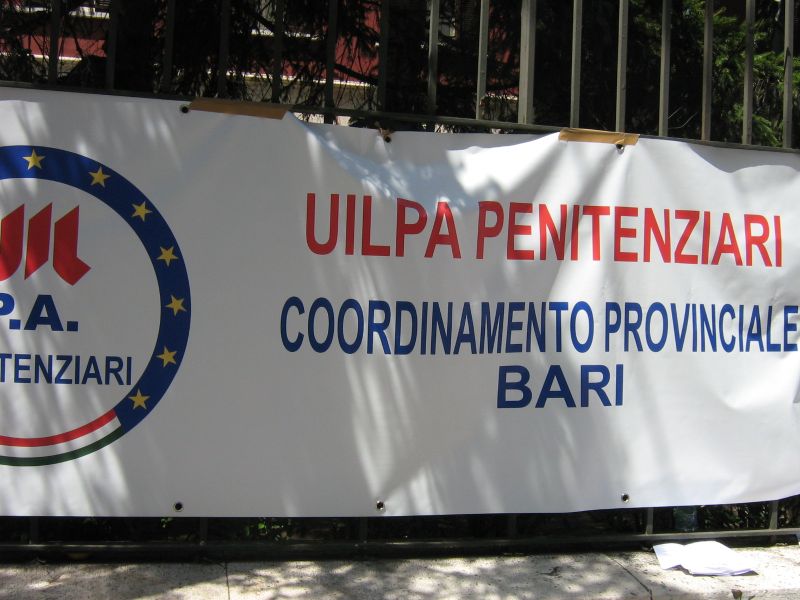 UIL
P.A.
TENZIARI
UILPA PENITENZIARI
COORDINAMENTO PROVINCIALE
BARI